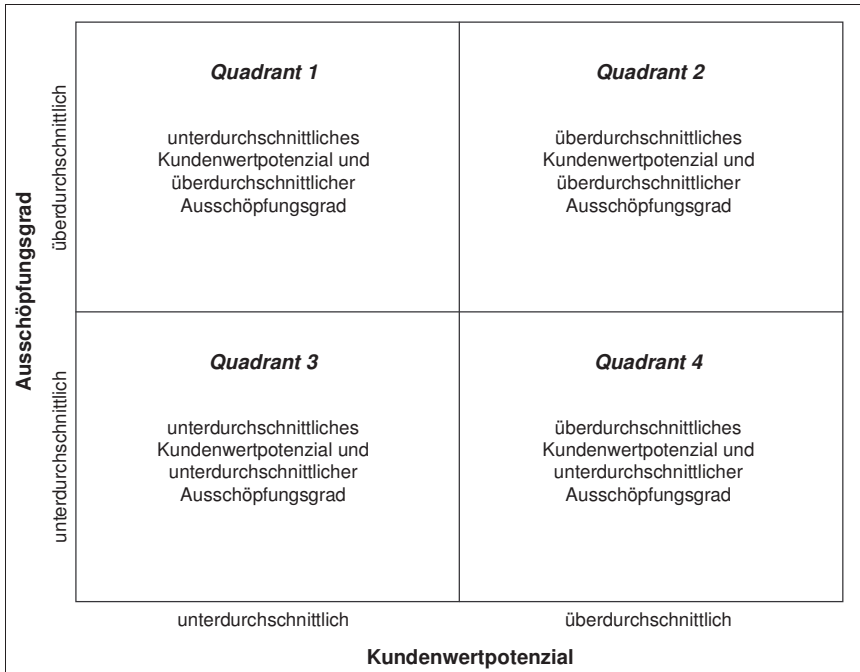 Ausschöpfungsgrad
überdurchschnittlich
unterdurchschnittlich
Quadrant 1
unterdurchschnittliches
Kundenwertpotenzial und
überdurchschnittlicher
Ausschöpfungsgrad
Quadrant 2
überdurchschnittliches
Kundenwertpotenzial und
überdurchschnittlicher
Ausschöpfungsgrad
Quadrant 3
unterdurchschnittliches
Kundenwertpotenzial und
unterdurchschnittlicher
Ausschöpfungsgrad
Quadrant 4
überdurchschnittliches
Kundenwertpotenzial und
unterdurchschnittlicher
Ausschöpfungsgrad
unterdurchschnittlich
überdurchschnittlich
Kundenwertpotenzial